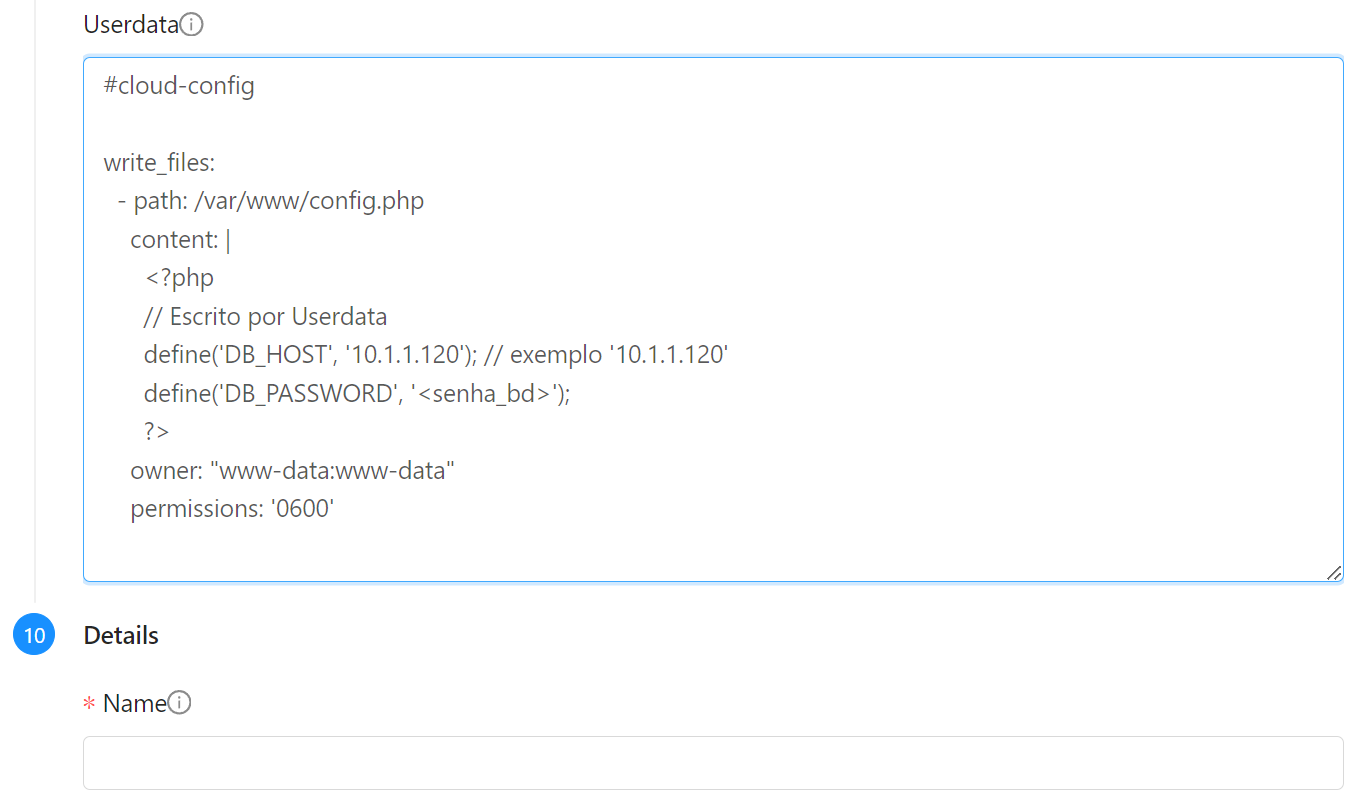 Userdata
#cloud-config
write_files:
  - path: /var/www/config.php
    content: |
      <?php
      // Escrito por Userdata
      define('DB_HOST', '10.1.1.120'); // exemplo '10.1.1.120'
      define('DB_PASSWORD', '<senha_bd>');
      ?>
    owner: "www-data:www-data"
    permissions: '0600'
10 Details
* Name